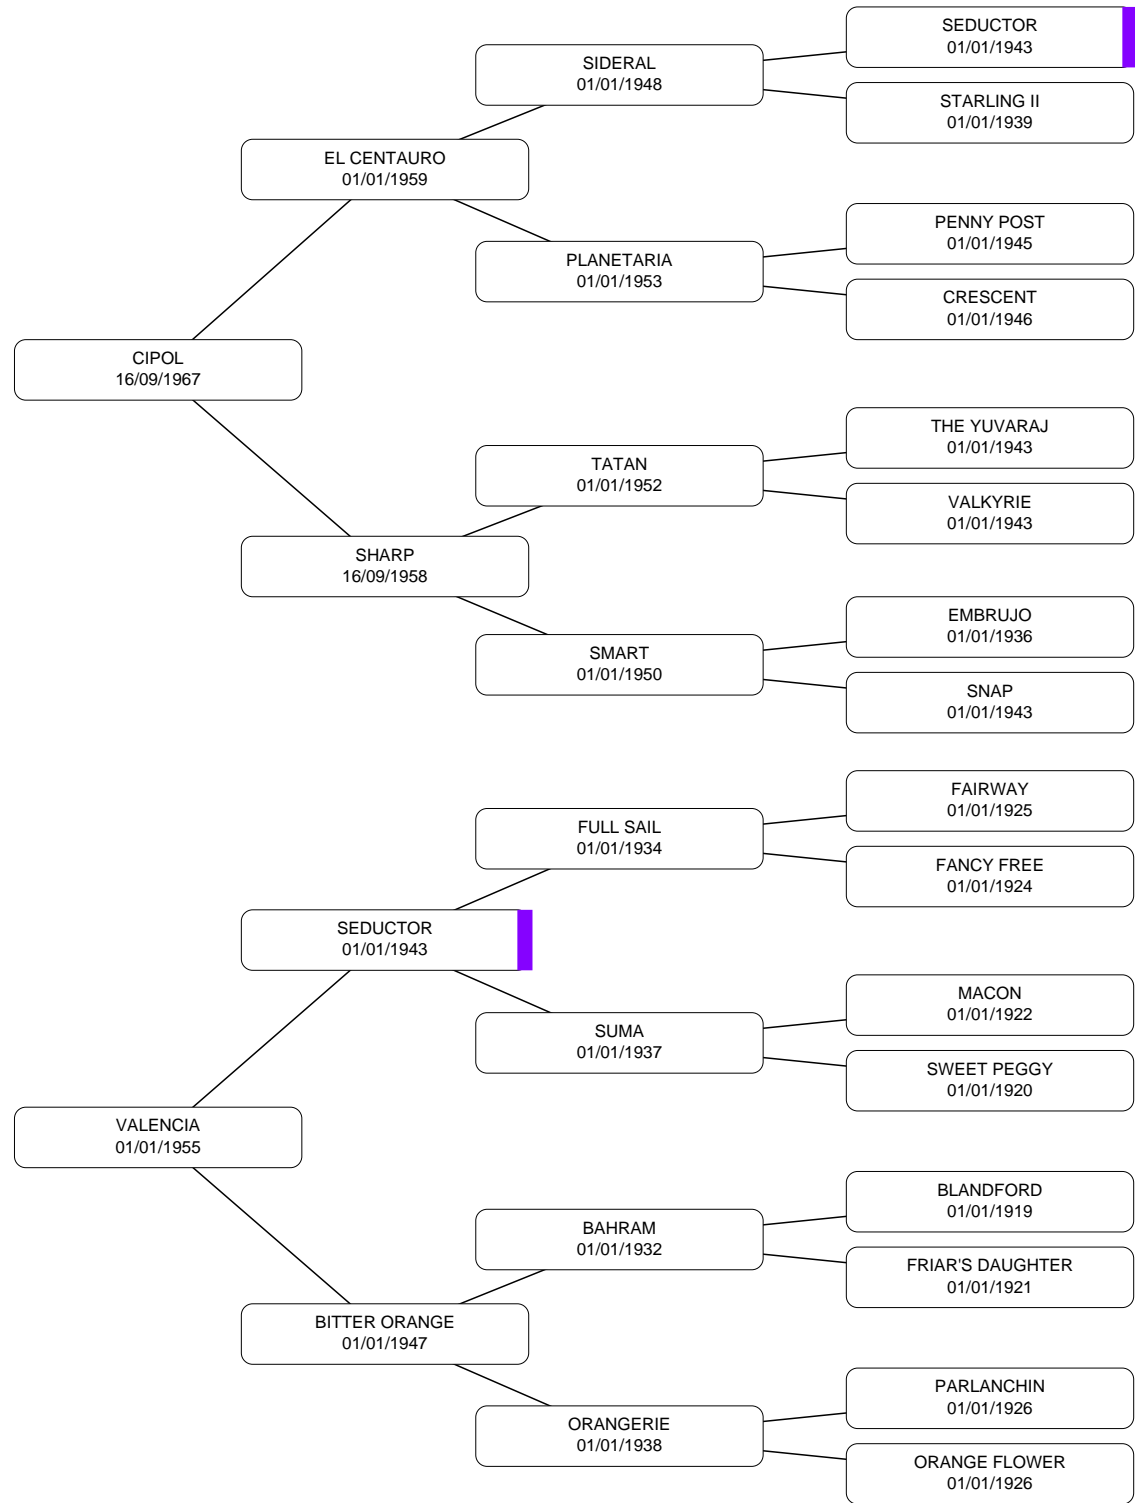 SEDUCTOR
01/01/1943
SIDERAL
01/01/1948
STARLING II
01/01/1939
EL CENTAURO
01/01/1959
PENNY POST
01/01/1945
PLANETARIA
01/01/1953
CRESCENT
01/01/1946
CIPOL
16/09/1967
THE YUVARAJ
01/01/1943
TATAN
01/01/1952
VALKYRIE
01/01/1943
SHARP
16/09/1958
EMBRUJO
01/01/1936
SMART
01/01/1950
SNAP
01/01/1943
FAIRWAY
01/01/1925
FULL SAIL
01/01/1934
FANCY FREE
01/01/1924
SEDUCTOR
01/01/1943
MACON
01/01/1922
SUMA
01/01/1937
SWEET PEGGY
01/01/1920
VALENCIA
01/01/1955
BLANDFORD
01/01/1919
BAHRAM
01/01/1932
FRIAR'S DAUGHTER
01/01/1921
BITTER ORANGE
01/01/1947
PARLANCHIN
01/01/1926
ORANGERIE
01/01/1938
ORANGE FLOWER
01/01/1926